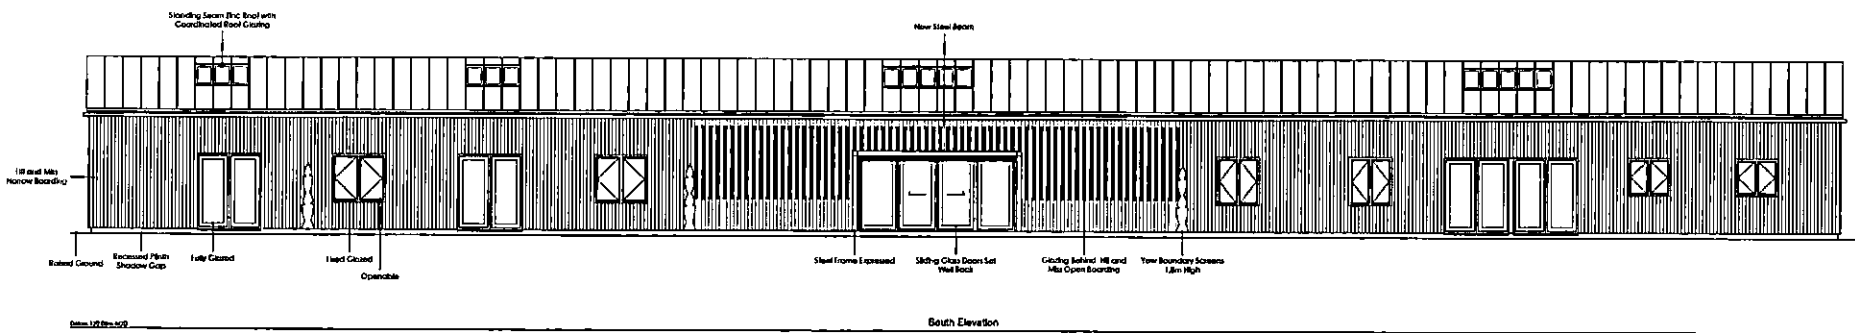 Standing Seam Zinc Roof with
Coordinated Roof Glazing
New Steel Beam
Hit and Miss
Narrow Boarding
Raised Ground
Recessed Plinth
Shadow Gap
Fully Glazed
Fixed Glazed
Openable
Steel Frame Expressed
Sliding Glass Doors Set
Well Back
Glazing Behind Hit and
Miss Open Boarding
Yew Boundary Screens
1.8m High
South Elevation